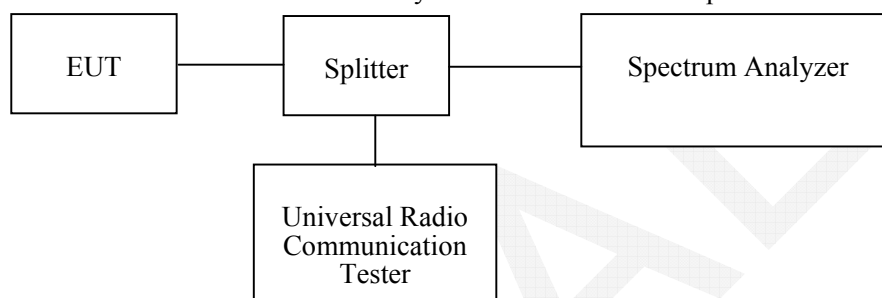 EUT
Splitter
Spectrum Analyzer
Universal Radio
Communication
Tester